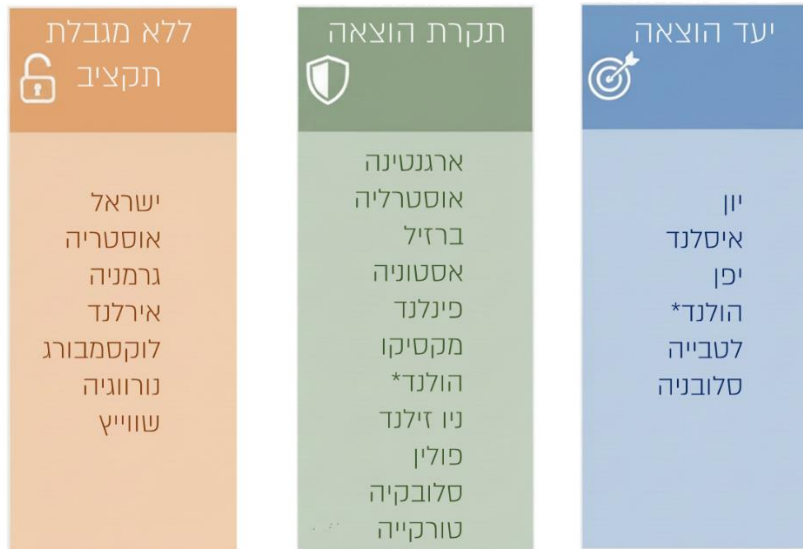 יעד הוצאה
יון
איסלנד
יפן
הולנד*
לטבייה
סלובניה
תקרת הוצאה
ארגנטינה
אוסטרליה
ברזיל
אסטוניה
פינלנד
מקסיקו
הולנד*
ניו זילנד
פולין
סלובקיה
טורקייה
ללא מגבלת
תקציב
ישראל
אוסטריה
גרמניה
אירלנד
לוקסמבורג
נורווגיה
שווייץ